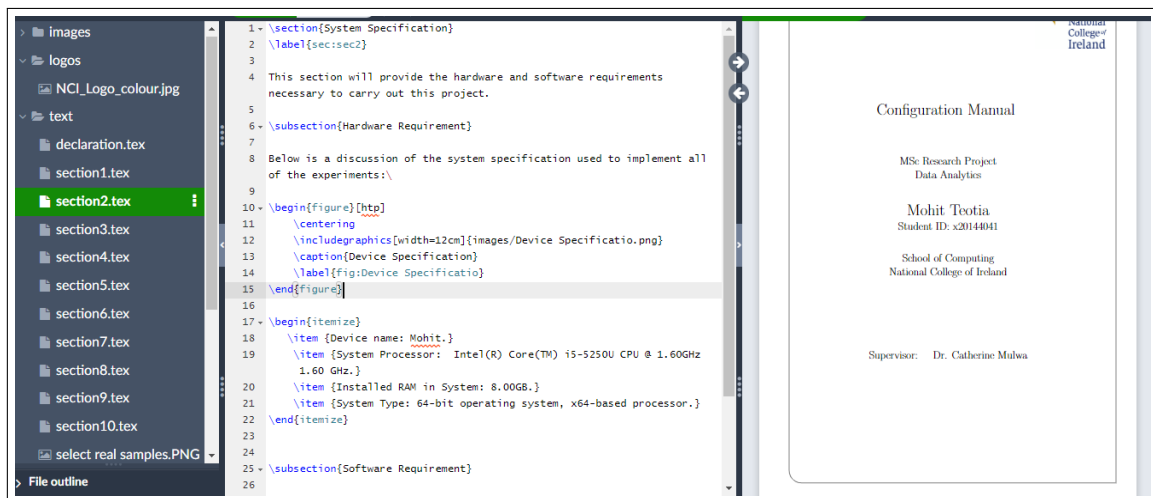 images
logos
NCI_Logo_colour.jpg
text
declaration.tex
section1.tex
section2.tex
section3.tex
section4.tex
section5.tex
section6.tex
section7.tex
section8.tex
section9.tex
section10.tex
select real samples.PNG
File outline
1 \section{System Specification}
2 \label{sec:sec2}
3
4 This section will provide the hardware and software requirements
necessary to carry out this project.
5
6 \subsection{Hardware Requirement}
7
8 Below is a discussion of the system specification used to implement all
of the experiments:\
9
10 \begin{figure}[htp]
11 \centering
12 \includegraphics[width=12cm]{images/Device Specificatio.png}
13 \caption{Device Specification}
14 \label{fig:Device Specificatio}
15 \end{figure}
16
17 \begin{itemize}
18 \item {Device name: Mohit.}
19 \item {System Processor:  Intel(R) Core(TM) i5-5250U CPU @ 1.60GHz
1.60 GHz.}
20 \item {Installed RAM in System: 8.00GB.}
21 \item {System Type: 64-bit operating system, x64-based processor.}
22 \end{itemize}
23
24
25 \subsection{Software Requirement}
26
National
College of
Ireland
Configuration Manual
MSc Research Project
Data Analytics
Mohit Teotia
Student ID: x20144041
School of Computing
National College of Ireland
Supervisor: Dr. Catherine Mulwa